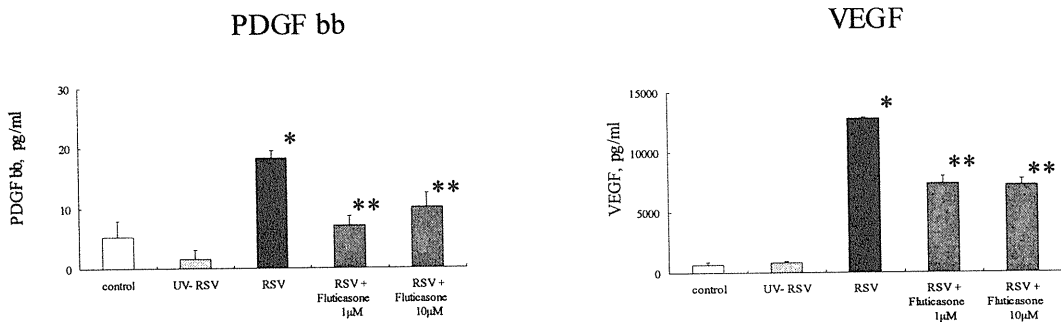 PDGF bb
PDGF bb, pg/ml
30
20
10
0
*
**
**
control
UV- RSV
RSV
RSV +
Fluticasone
1μM
RSV +
Fluticasone
10μM
VEGF
VEGF, pg/ml
15000
10000
5000
0
*
**
**
control
UV- RSV
RSV
RSV +
Fluticasone
1μM
RSV +
Fluticasone
10μM